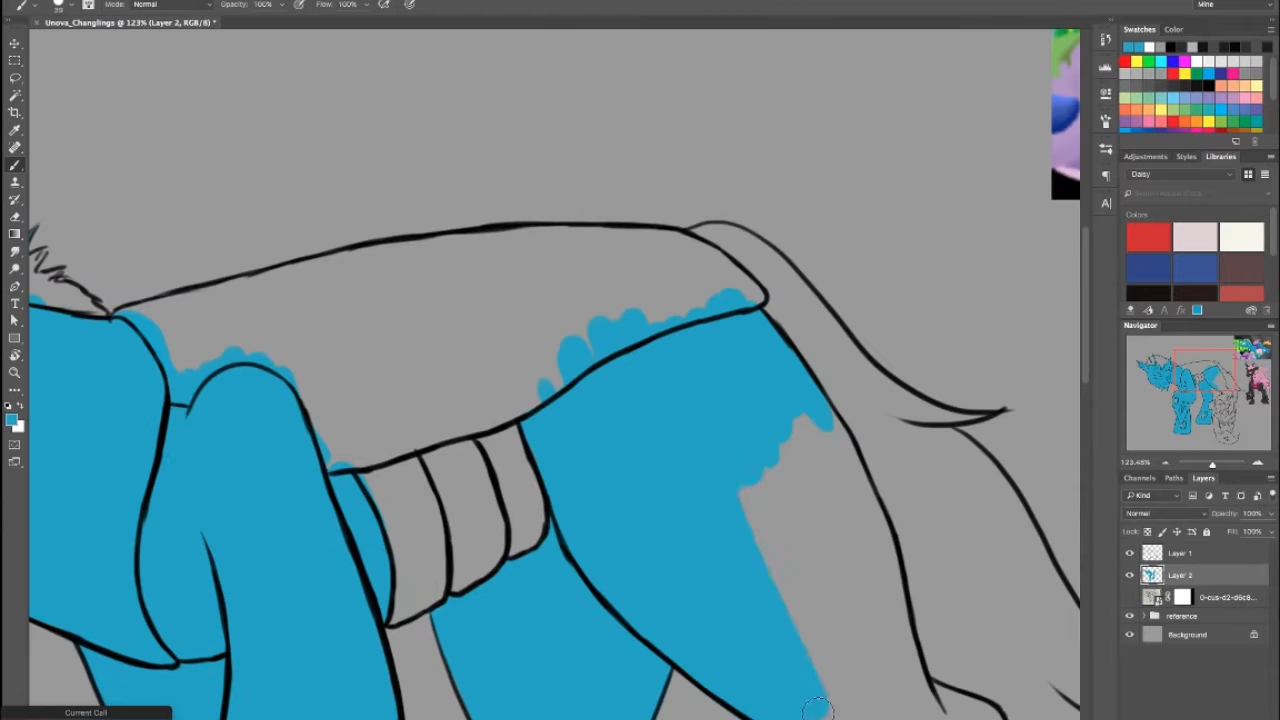 39 Mode: Normal Opacity: 100% Flow: 100% Mine
Unova_Changlings @ 123% (Layer 2, RGB/8) *
Swatches Color
Adjustments Styles Libraries
Daisy
Colors
Navigator
123.46%
Channels Paths Layers
Kind
Normal Opacity: 100%
Lock: Fill: 100%
Layer 1
Layer 2
0-cus-d2-d6c8...
reference
Background
Current Call